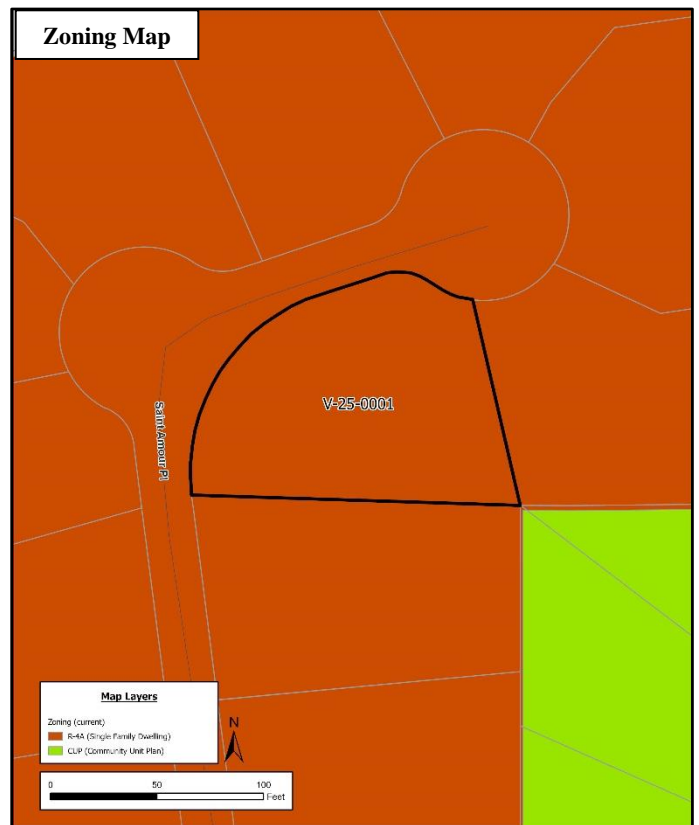 Zoning Map
V-25-0001
Saint Amour Pl
Map Layers
Zoning (current)
R-4A (Single Family Dwelling)
CUP (Community Unit Plan)
N
0 50 100
Feet